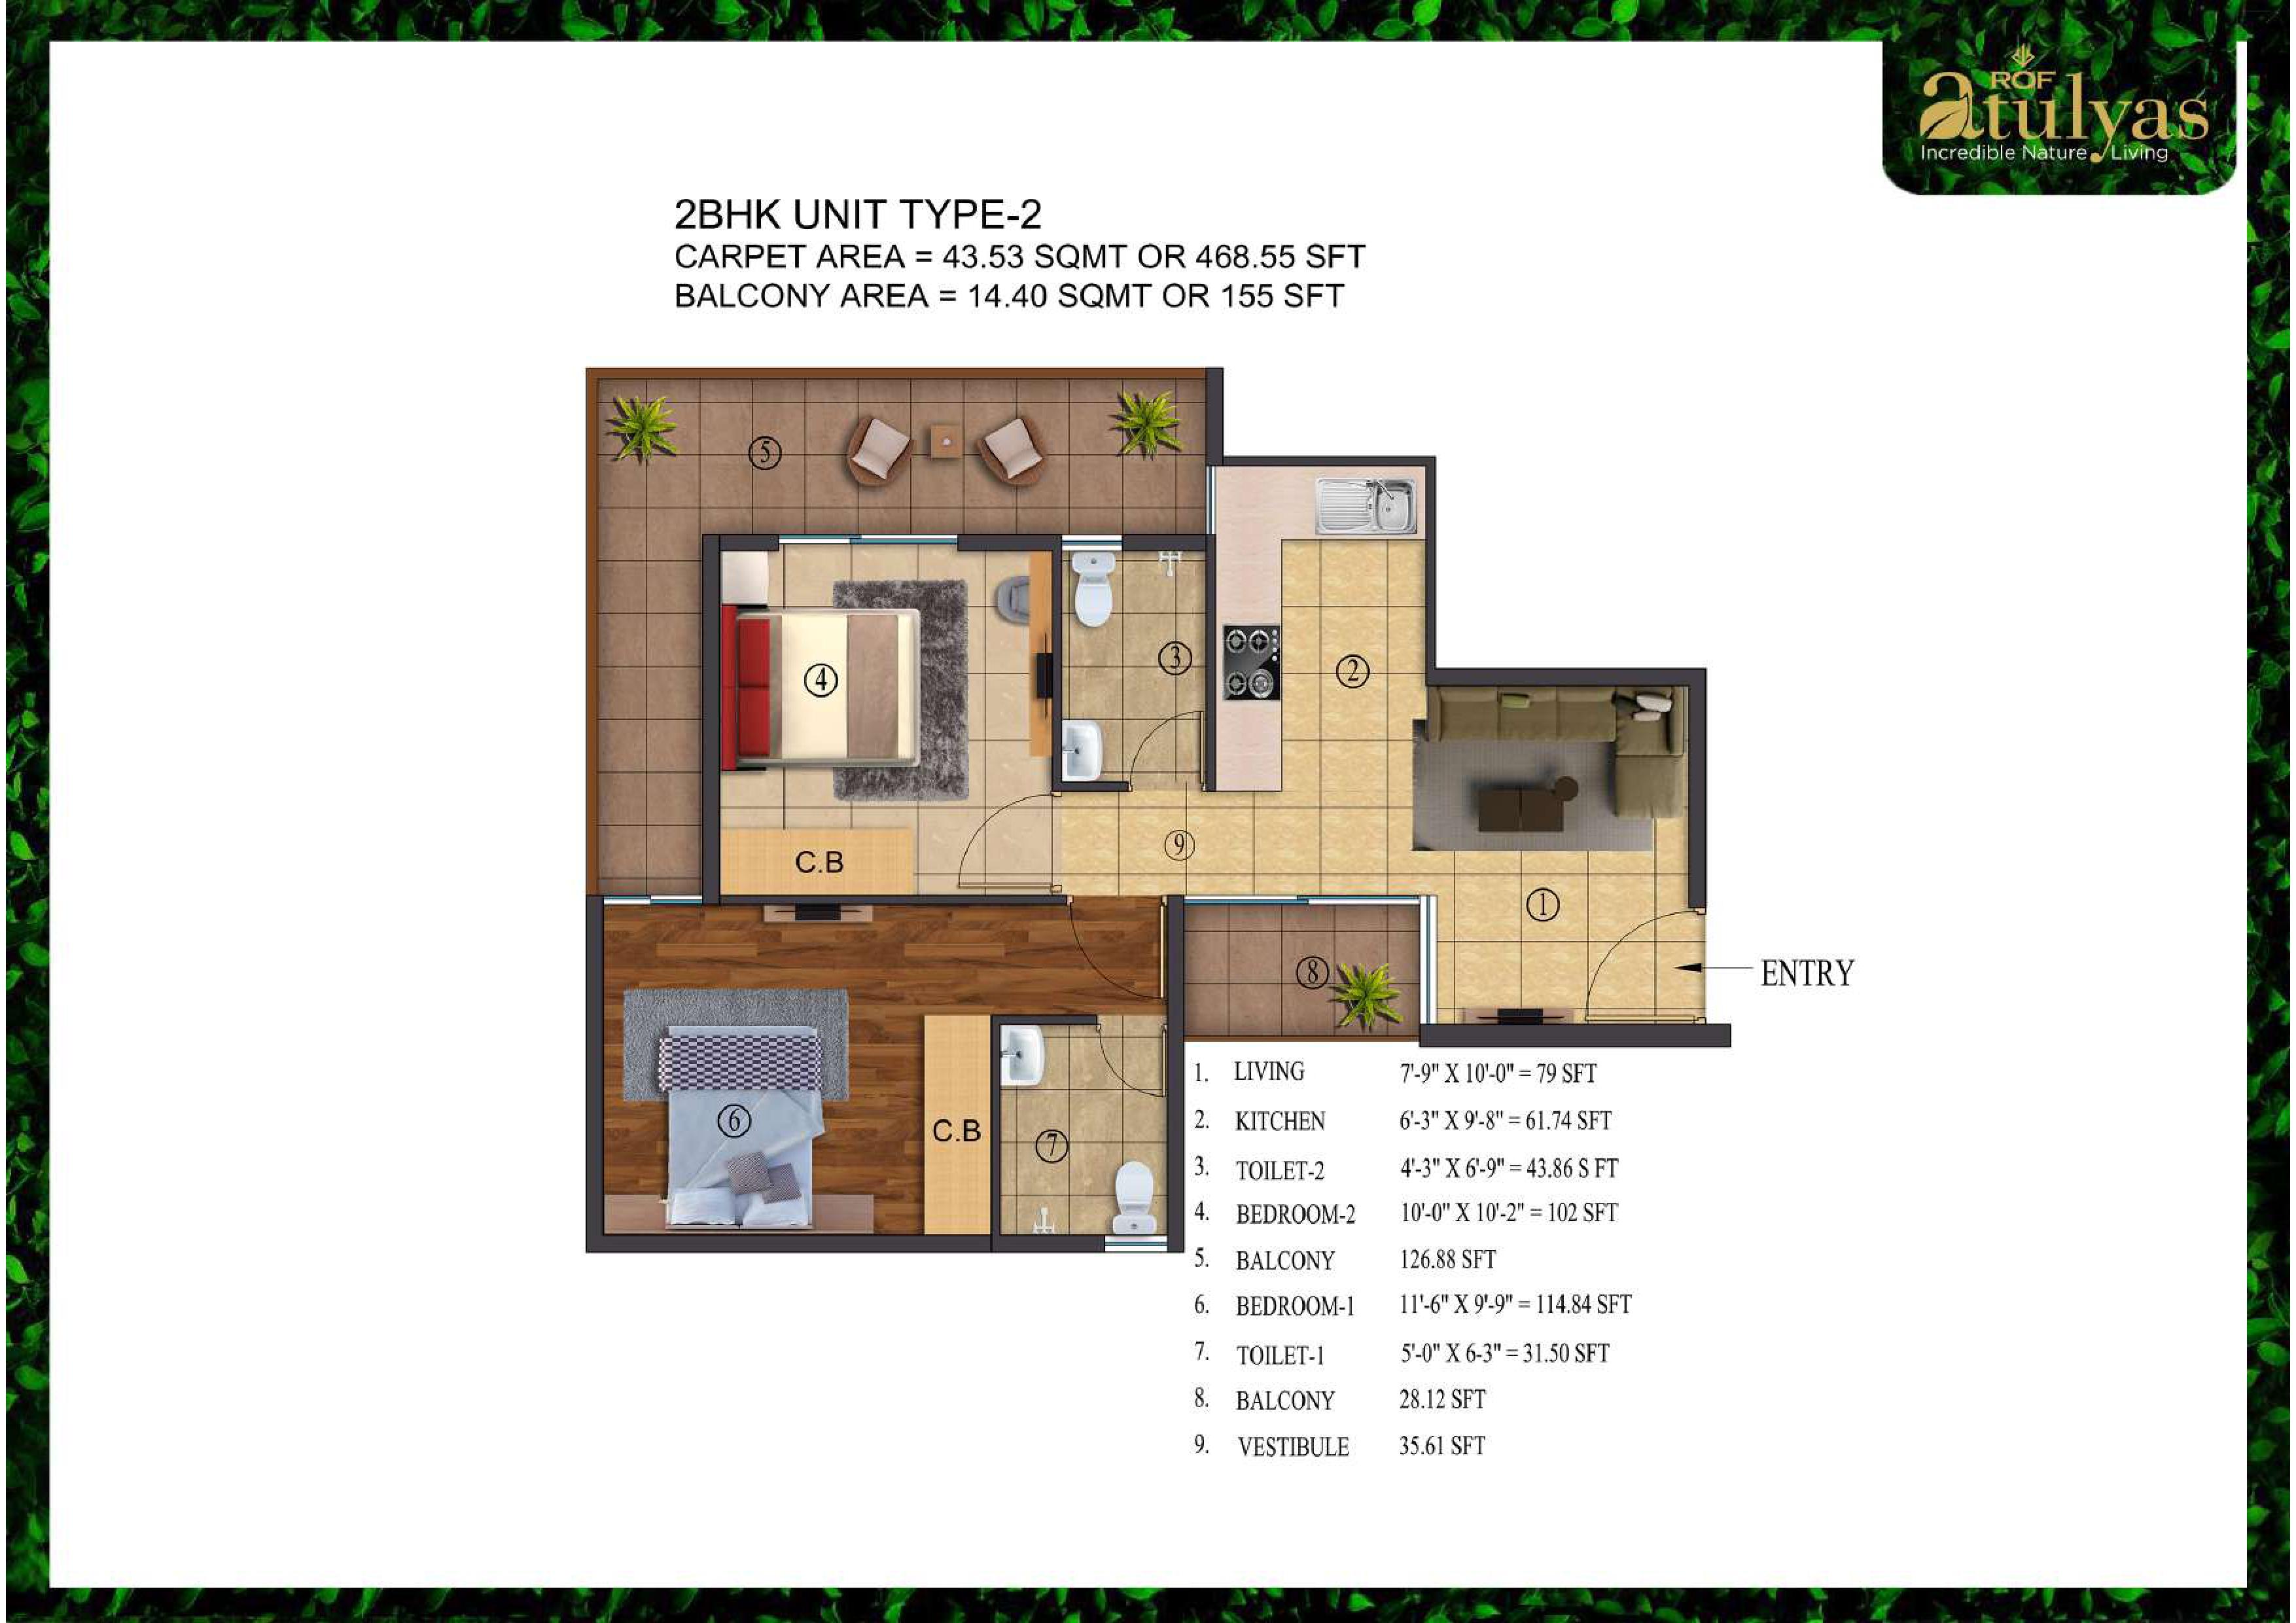 ROF
atulyas
Incredible Nature Living
2BHK UNIT TYPE-2
CARPET AREA = 43.53 SQMT OR 468.55 SFT
BALCONY AREA = 14.40 SQMT OR 155 SFT
5
3
2
4
C.B
9
1
8
ENTRY
6
C.B
7
1. LIVING 7'-9" X 10'-0" = 79 SFT
2. KITCHEN 6'-3" X 9'-8" = 61.74 SFT
3. TOILET-2 4'-3" X 6'-9" = 43.86 S FT
4. BEDROOM-2 10'-0" X 10'-2" = 102 SFT
5. BALCONY 126.88 SFT
6. BEDROOM-1 11'-6" X 9'-9" = 114.84 SFT
7. TOILET-1 5'-0" X 6-3" = 31.50 SFT
8. BALCONY 28.12 SFT
9. VESTIBULE 35.61 SFT